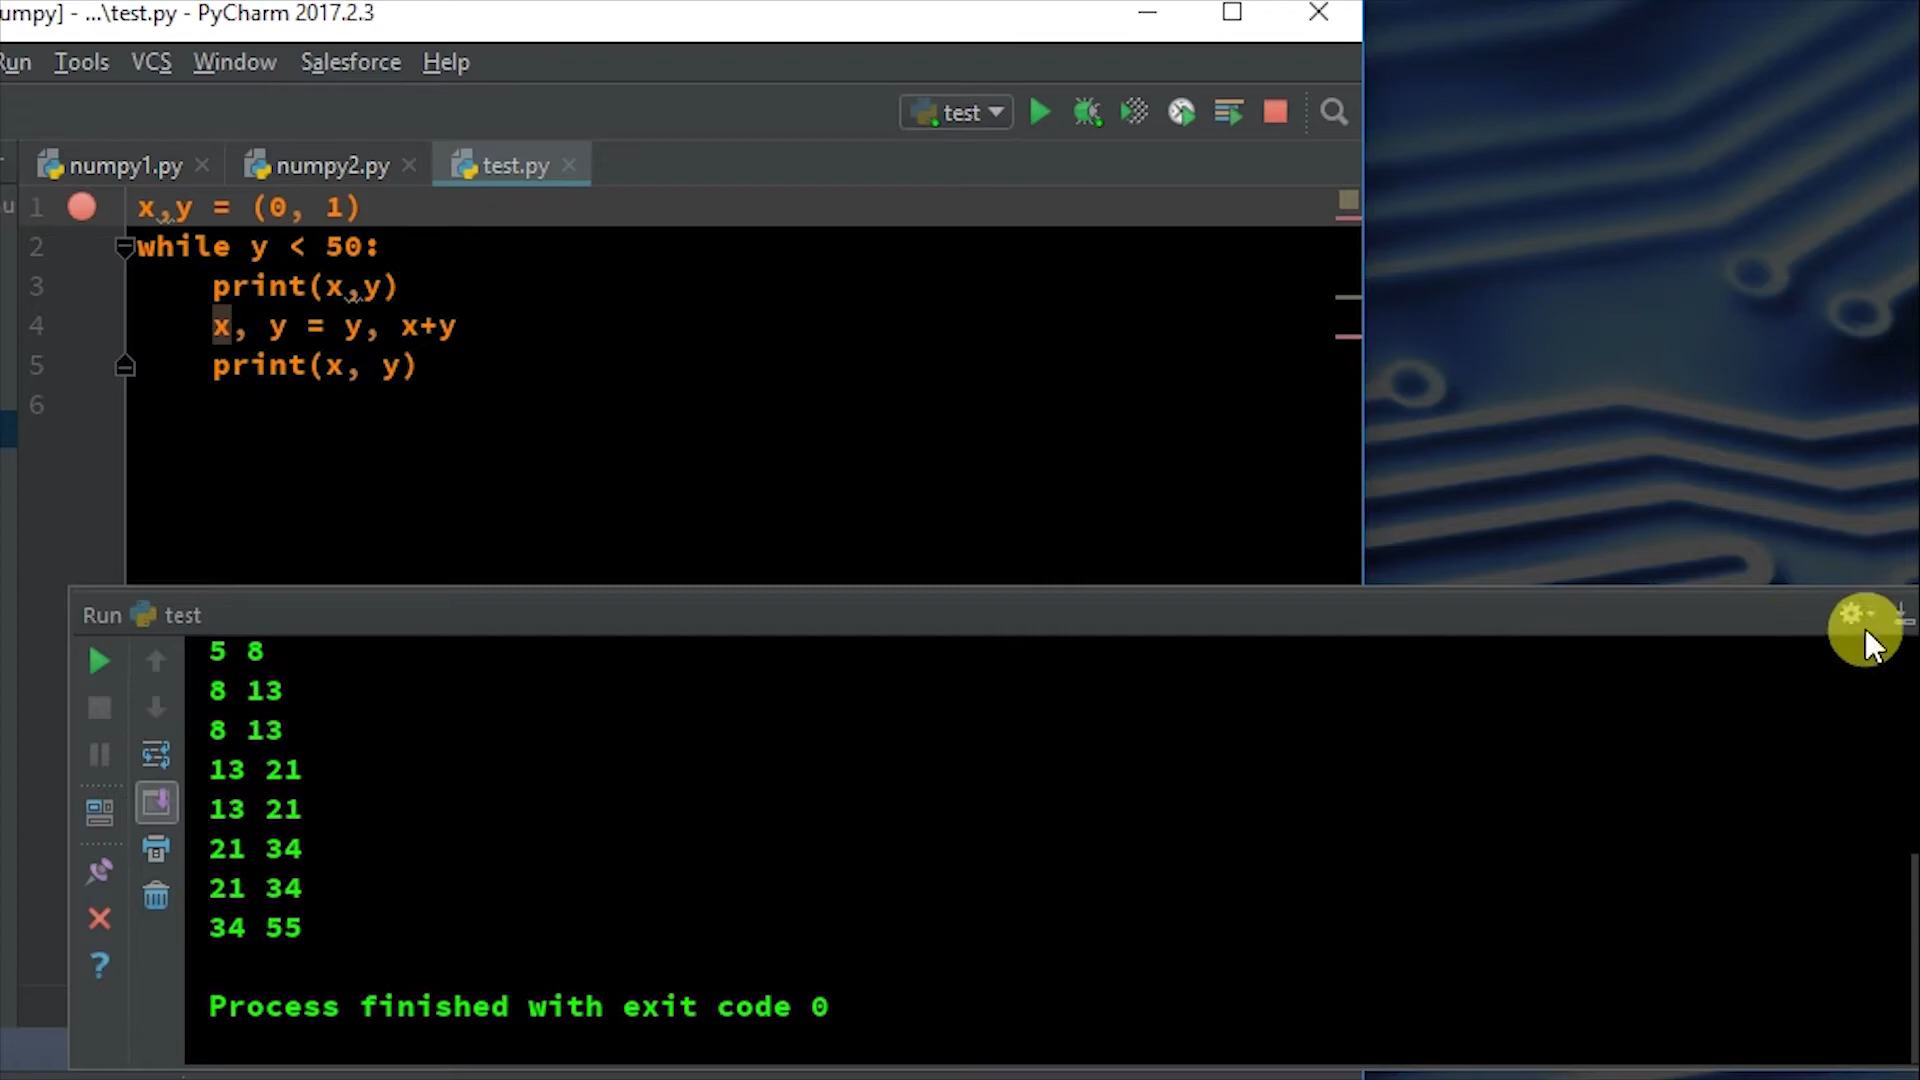 umpy] - ...\test.py - PyCharm 2017.2.3
Run Tools VCS Window Salesforce Help
test
numpy1.py numpy2.py test.py
1 x,y = (0, 1)
2 while y < 50:
3 print(x,y)
4 x, y = y, x+y
5 print(x, y)
6
Run test
5 8
8 13
8 13
13 21
13 21
21 34
21 34
34 55
Process finished with exit code 0